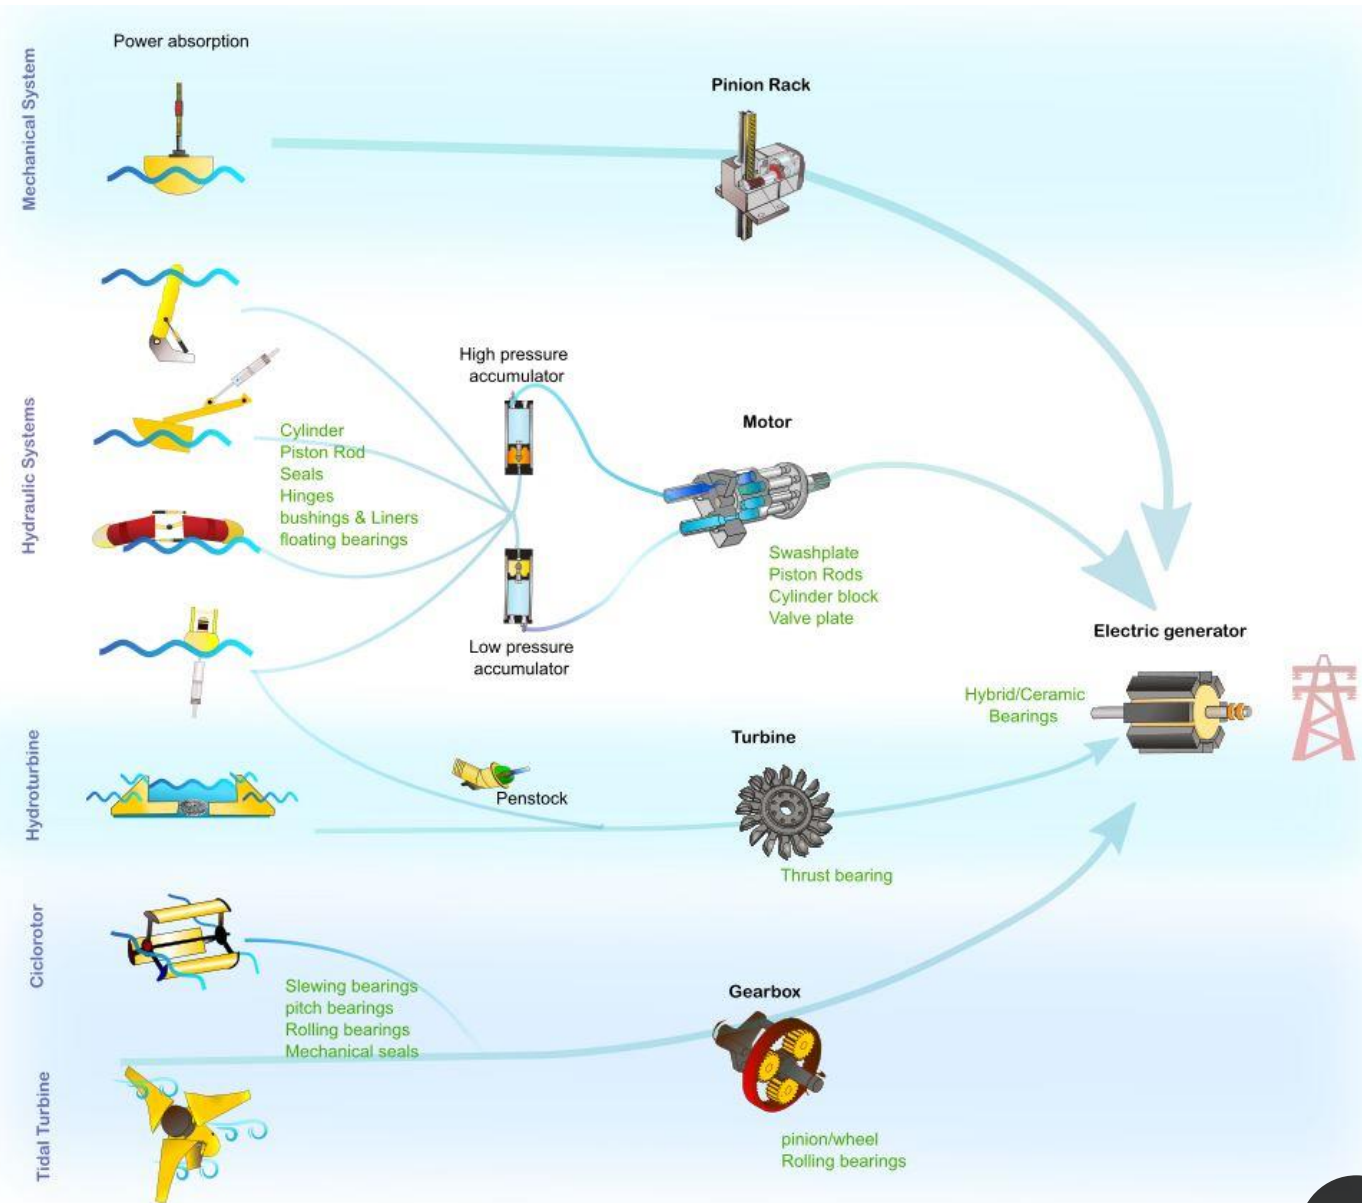 Mechanical System
Power absorption
Pinion Rack
Hydraulic Systems
Cylinder
Piston Rod
Seals
Hinges
bushings & Liners
floating bearings
High pressure
accumulator
Low pressure
accumulator
Motor
Swashplate
Piston Rods
Cylinder block
Valve plate
Electric generator
Hybrid/Ceramic
Bearings
Hydroturbine
Penstock
Turbine
Thrust bearing
Ciclorotor
Slewing bearings
pitch bearings
Rolling bearings
Mechanical seals
Gearbox
pinion/wheel
Rolling bearings
Tidal Turbine